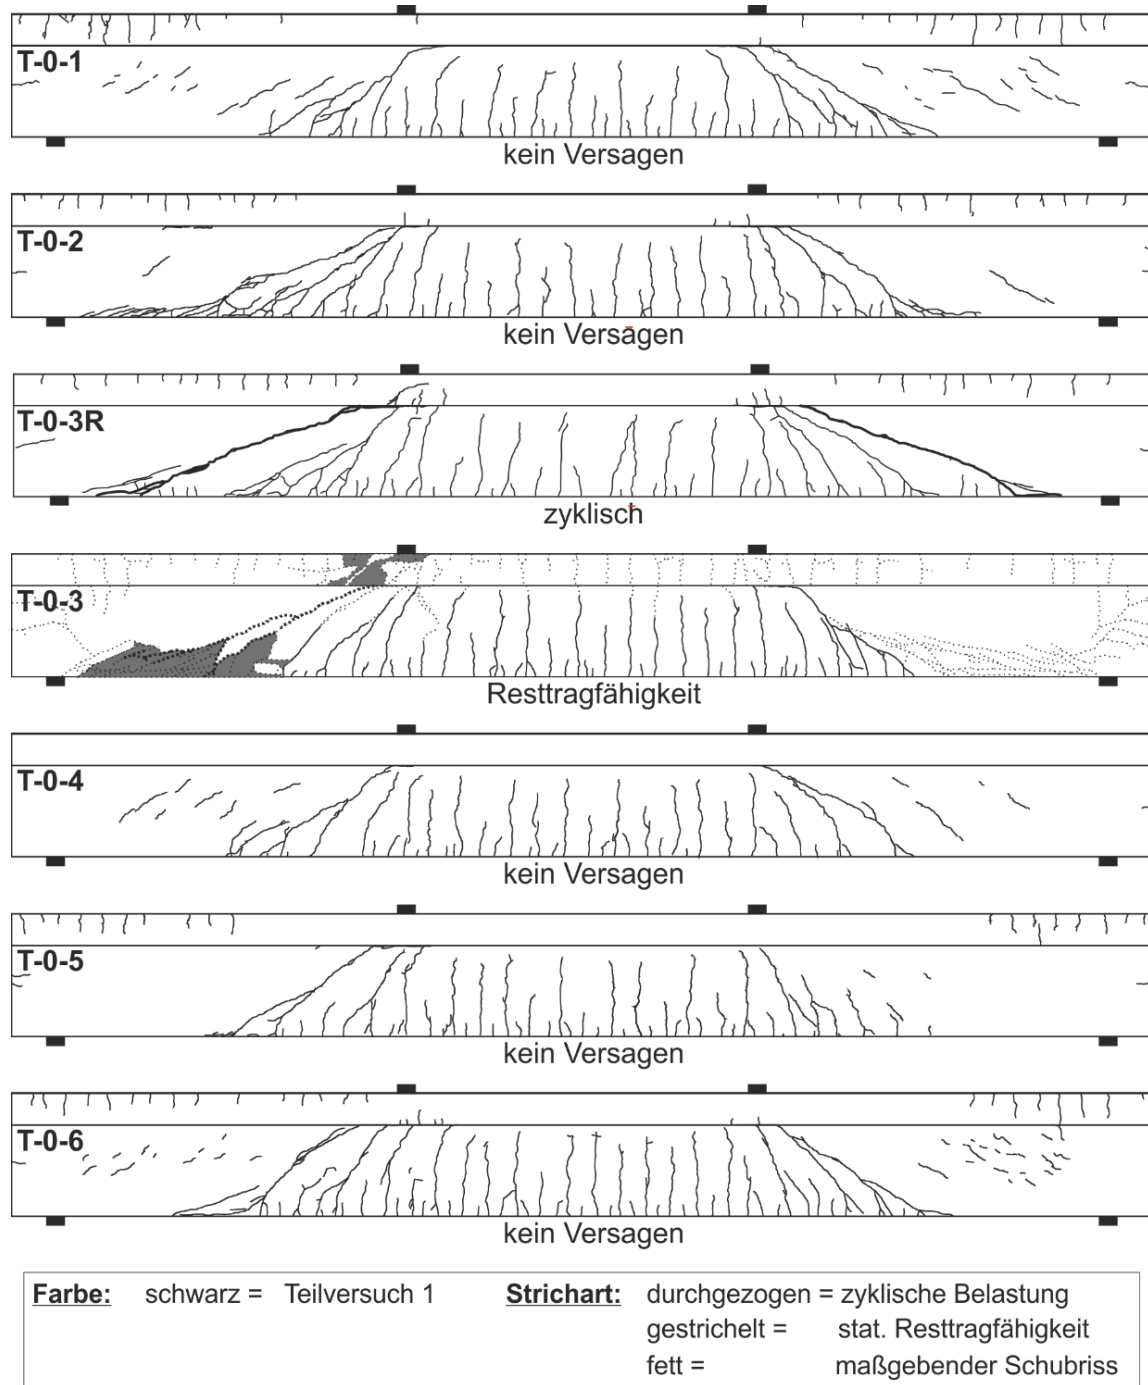 T-0-1
kein Versagen
T-0-2
kein Versagen
T-0-3R
zyklisch
T-0-3
Resttragfähigkeit
T-0-4
kein Versagen
T-0-5
kein Versagen
T-0-6
kein Versagen
Farbe: schwarz = Teilversuch 1 Strichart: durchgezogen = zyklische Belastung
gestrichelt = stat. Resttragfähigkeit
fett = maßgebender Schubriss